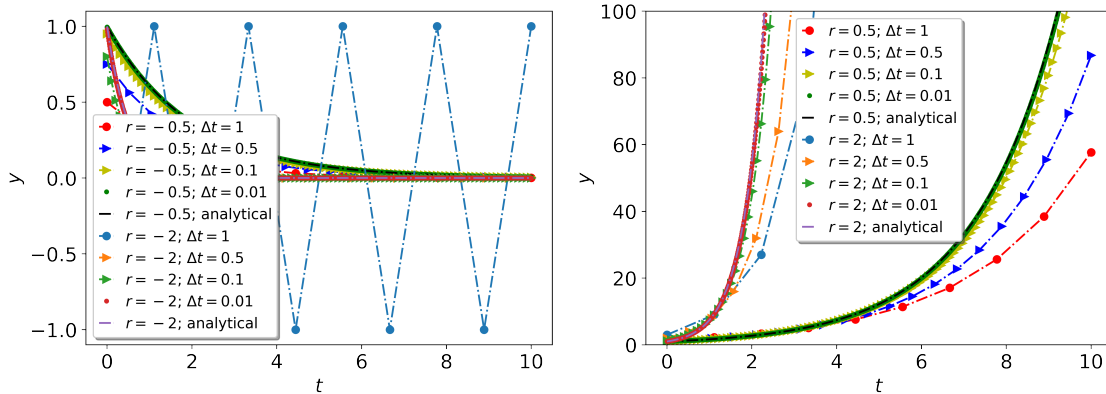 1.0
0.5
0.0
−0.5
−1.0
y
0 2 4 6 8 10
t
r = −0.5; Δt = 1
r = −0.5; Δt = 0.5
r = −0.5; Δt = 0.1
r = −0.5; Δt = 0.01
r = −0.5; analytical
r = −2; Δt = 1
r = −2; Δt = 0.5
r = −2; Δt = 0.1
r = −2; Δt = 0.01
r = −2; analytical
100
80
60
40
20
0
y
0 2 4 6 8 10
t
r = 0.5; Δt = 1
r = 0.5; Δt = 0.5
r = 0.5; Δt = 0.1
r = 0.5; Δt = 0.01
r = 0.5; analytical
r = 2; Δt = 1
r = 2; Δt = 0.5
r = 2; Δt = 0.1
r = 2; Δt = 0.01
r = 2; analytical